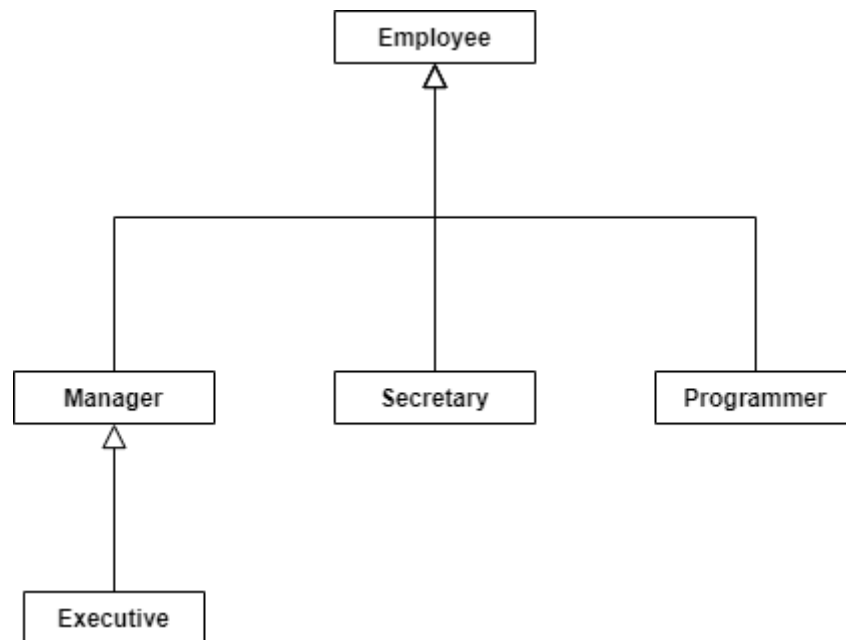 Employee
Manager
Secretary
Programmer
Executive